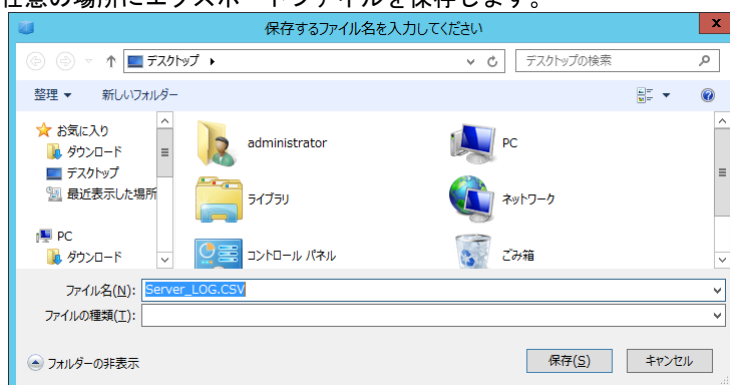 任意の場所にエクスポートファイルを保存します。
保存するファイル名を入力してください
x
デスクトップ
デスクトップの検索
整理
新しいフォルダー
お気に入り
ダウンロード
デスクトップ
最近表示した場所
PC
ダウンロード
administrator
PC
ライブラリ
ネットワーク
コントロール パネル
ごみ箱
ファイル名(N): Server_LOG.CSV
ファイルの種類(T):
フォルダーの非表示
保存(S)
キャンセル